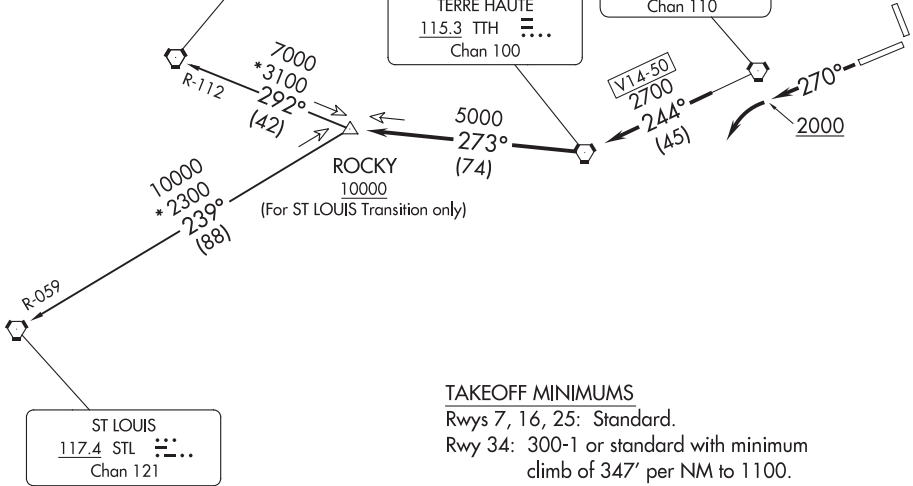 TERRE HAUTE
115.3 TTH
Chan 100
Chan 110
7000
*3100
292°
(42)
R-112
5000
273°
(74)
V14-50
2700
244°
(45)
270°
2000
ROCKY
10000
(For ST LOUIS Transition only)
10000
*2300
239°
(88)
R-059
ST LOUIS
117.4 STL
Chan 121
TAKEOFF MINIMUMS
Rwys 7, 16, 25: Standard.
Rwy 34: 300-1 or standard with minimum
climb of 347' per NM to 1100.